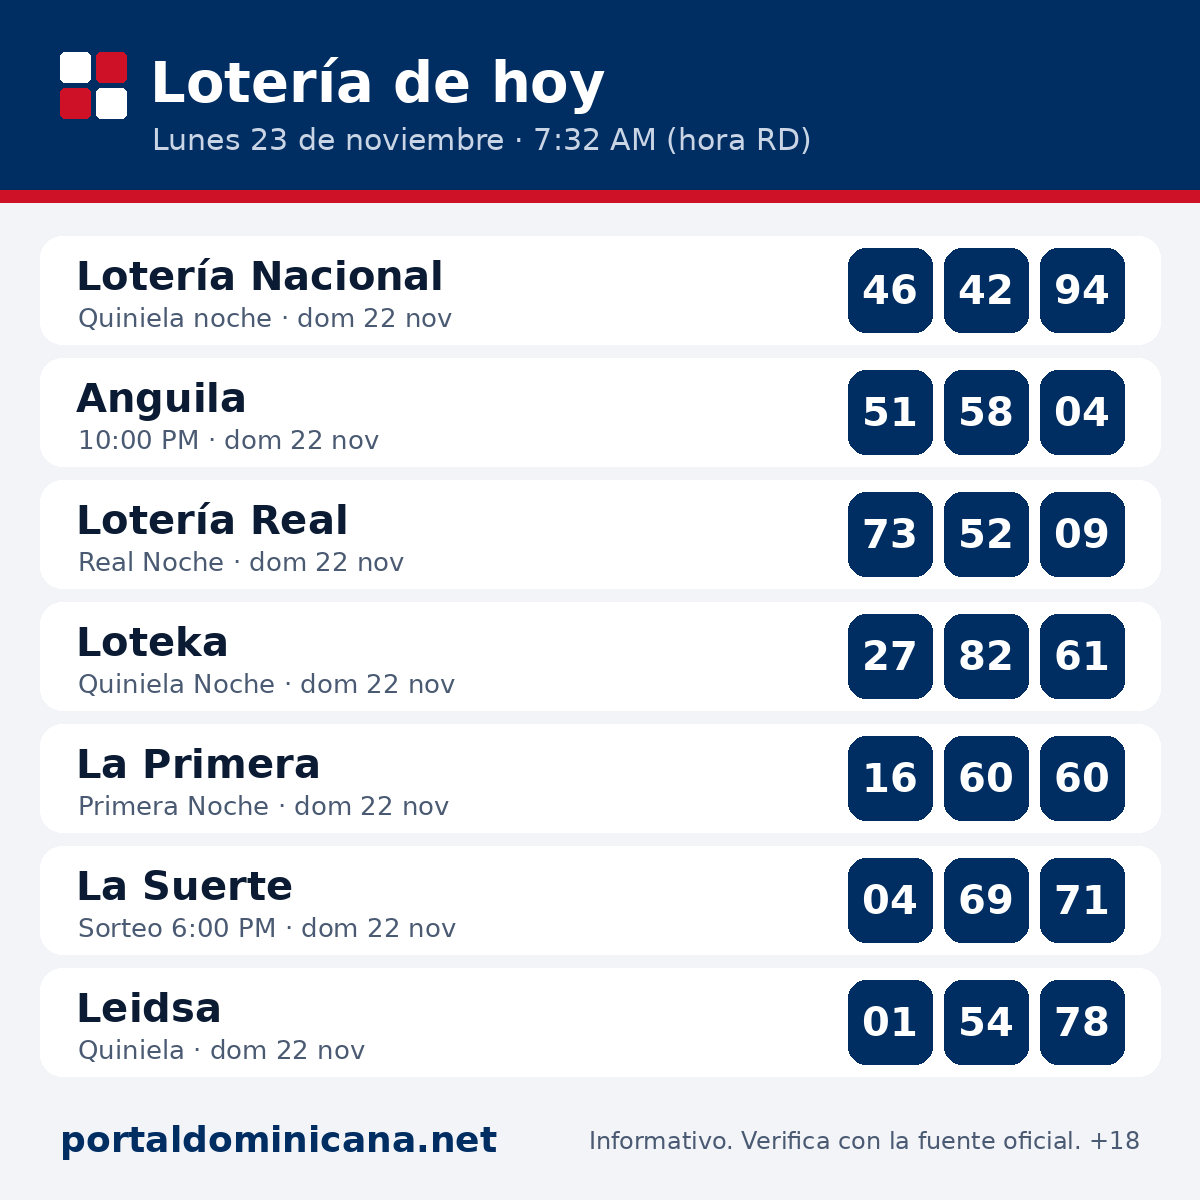 Lotería de hoy
Lunes 23 de noviembre · 7:32 AM (hora RD)
Lotería Nacional
Quiniela noche · dom 22 nov
46 42 94
Anguila
10:00 PM · dom 22 nov
51 58 04
Lotería Real
Real Noche · dom 22 nov
73 52 09
Loteka
Quiniela Noche · dom 22 nov
27 82 61
La Primera
Primera Noche · dom 22 nov
16 60 60
La Suerte
Sorteo 6:00 PM · dom 22 nov
04 69 71
Leidsa
Quiniela · dom 22 nov
01 54 78
portaldominicana.net
Informativo. Verifica con la fuente oficial. +18